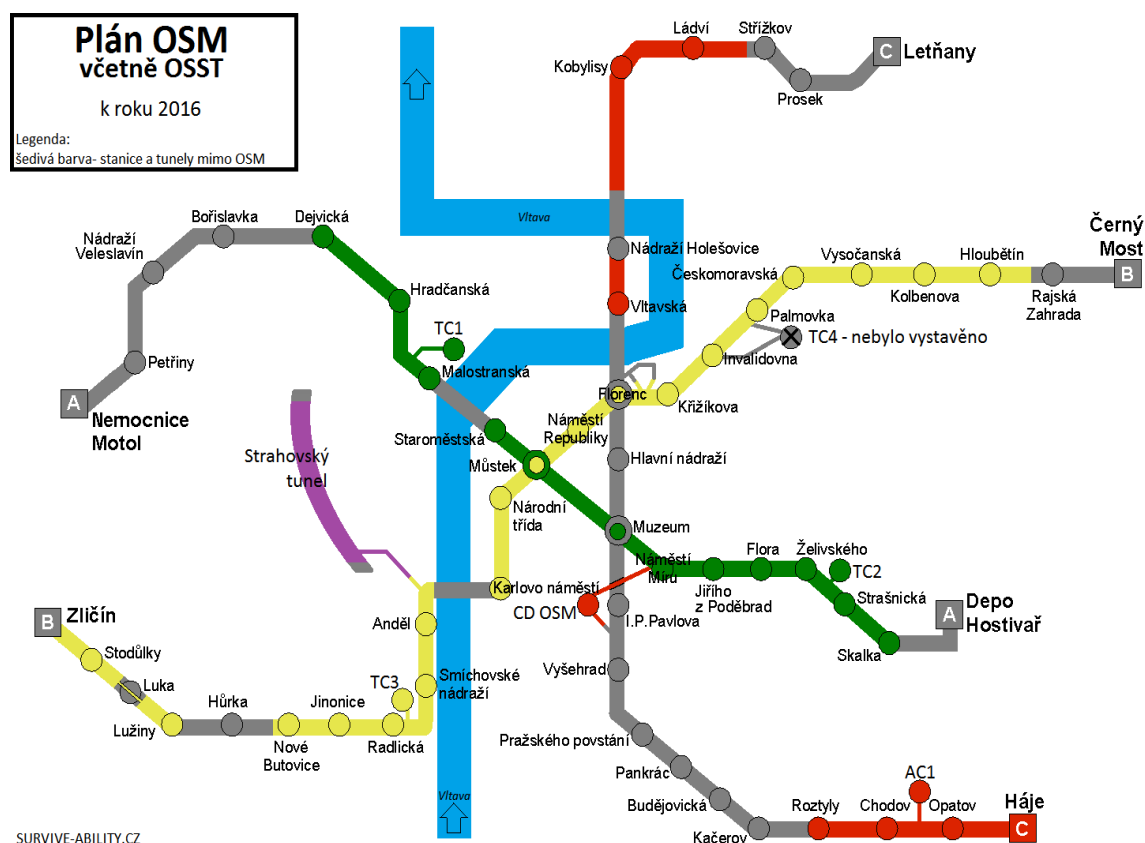 Plán OSM
včetně OSST
k roku 2016
Legenda:
šedivá barva- stanice a tunely mimo OSM
Ládví
Střížkov
Kobylisy
C
Letňany
Prosek
Bořislavka
Dejvická
Vltava
Nádraží
Veleslavín
Nádraží Holešovice
Černý
Most
B
Českomoravská
Vysočanská
Hloubětín
Kolbenova
Rajská
Zahrada
Hradčanská
Vltavská
Palmovka
TC1
TC4 - nebylo vystavěno
Invalidovna
Petřiny
Malostranská
A
Nemocnice
Motol
Florenc
Křižíkova
Náměstí
Republiky
Staroměstská
Strahovský
tunel
Můstek
Hlavní nádraží
Národní
třída
Muzeum
Náměstí
Míru
Jiřího
z Poděbrad
Flora
Želivského
TC2
Karlovo náměstí
CD OSM
I.P.Pavlova
Strašnická
A
Depo
Hostivař
Skalka
B
Zličín
Anděl
Stodůlky
Luka
Lužiny
Hůrka
Nové
Butovice
Jinonice
TC3
Radlická
Smíchovské
nádraží
Vyšehrad
Pražského povstání
Pankrác
Budějovická
Kačerov
Roztyly
Chodov
AC1
Opatov
Háje
C
Vltava
SURVIVE-ABILITY.CZ